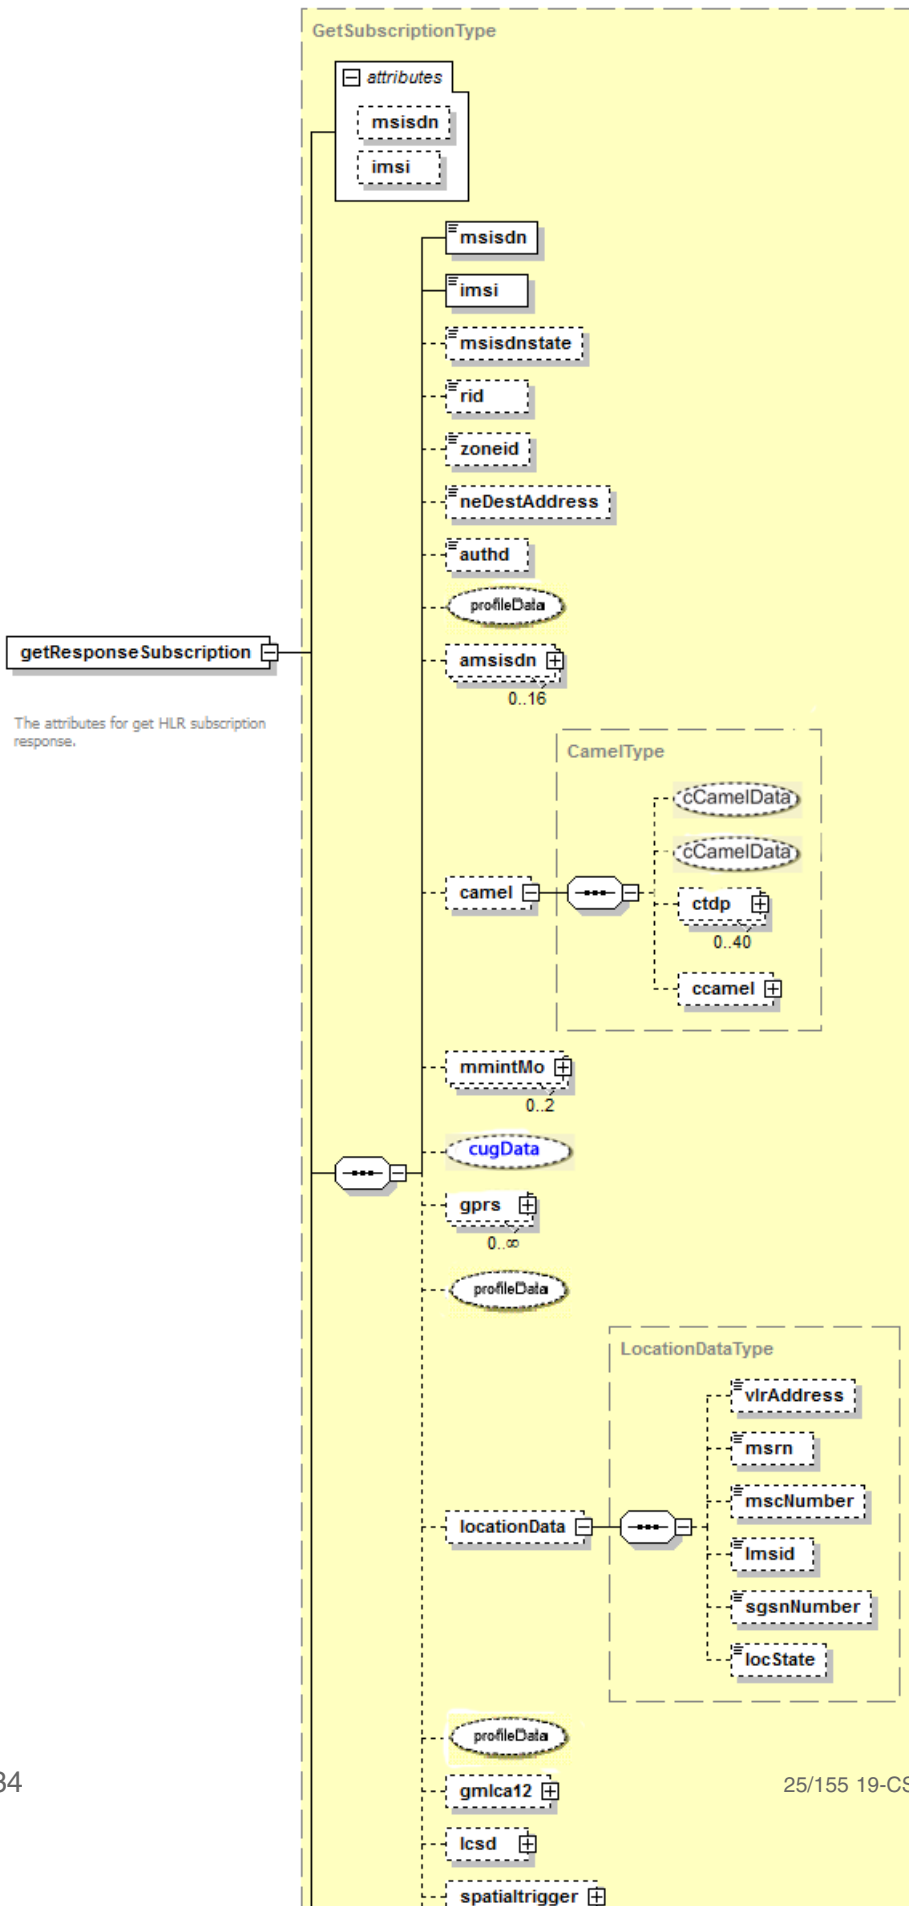 GetSubscriptionType
attributes
msisdn
imsi
msisdn
imsi
msisdnstate
rid
zoneid
neDestAddress
authd
profileData
getResponseSubscription
amsisdn
0..16
The attributes for get HLR subscription
response.
CamelType
cCamelData
cCamelData
camel
ctdp
0..40
ccamel
mmintMo
0..2
cugData
gprs
0..∞
profileData
LocationDataType
vlrAddress
msrn
mscNumber
locationData
lmsid
sgsnNumber
locState
profileData
34
25/155 19-CS
gmlca12
lcsd
spatialtrigger